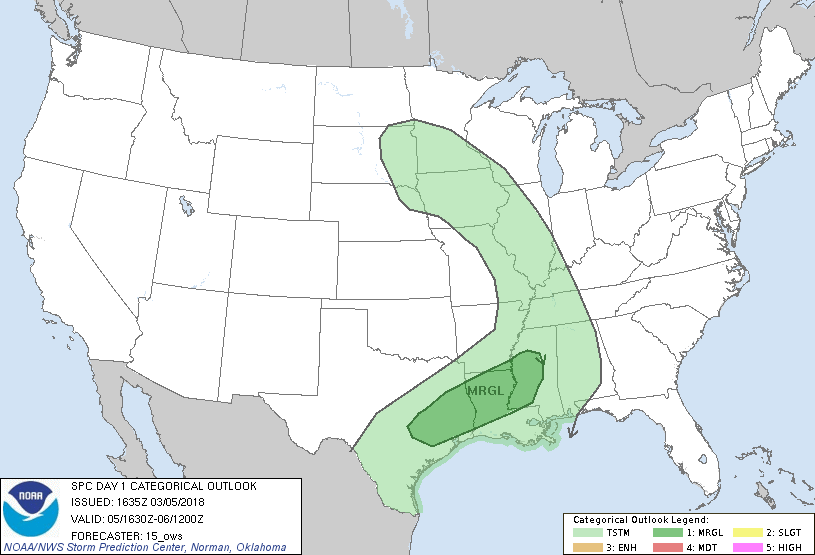 MRGL
NOAA
SPC DAY 1 CATEGORICAL OUTLOOK
ISSUED: 1635Z 03/05/2018
VALID: 05/1630Z-06/1200Z
FORECASTER: 15_ows
NOAA/NWS Storm Prediction Center, Norman, Oklahoma
Categorical Outlook Legend:
TSTM 1: MRGL 2: SLGT
3: ENH 4: MDT 5: HIGH